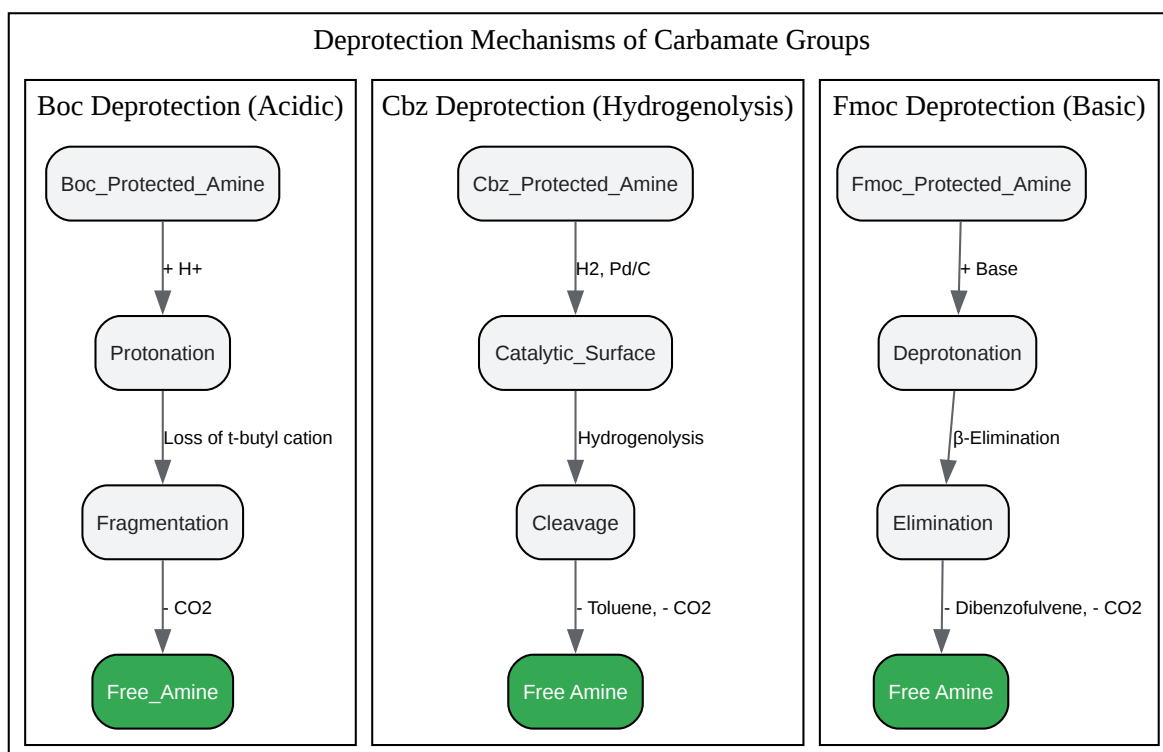 Deprotection Mechanisms of Carbamate Groups
Boc Deprotection (Acidic)
Boc_Protected_Amine
+ H+
Protonation
Loss of t-butyl cation
Fragmentation
- CO2
Free_Amine
Cbz Deprotection (Hydrogenolysis)
Cbz_Protected_Amine
H2, Pd/C
Catalytic_Surface
Hydrogenolysis
Cleavage
- Toluene, - CO2
Free Amine
Fmoc Deprotection (Basic)
Fmoc_Protected_Amine
+ Base
Deprotonation
β-Elimination
Elimination
- Dibenzofulvene, - CO2
Free Amine